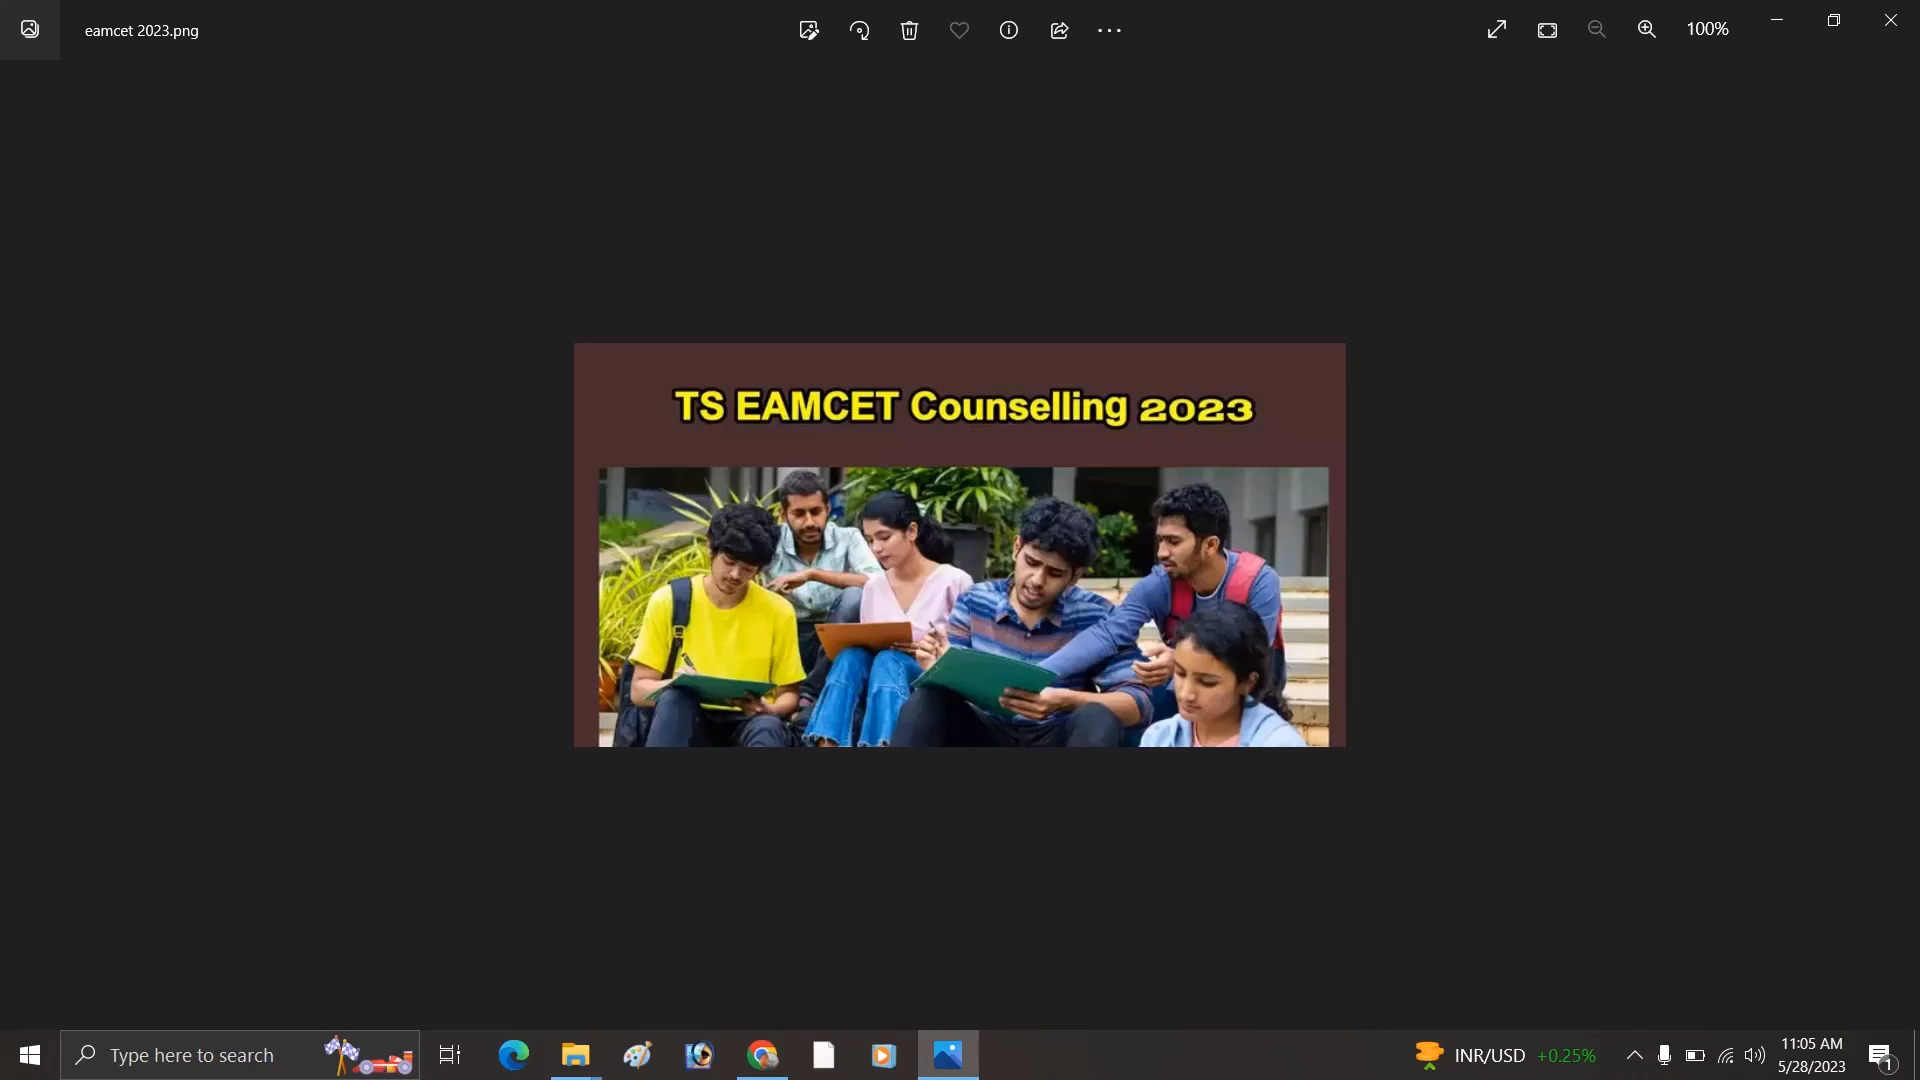 eamcet 2023.png
100%
TS EAMCET Counselling 2023
Type here to search
INR/USD +0.25%
11:05 AM
5/28/2023
1